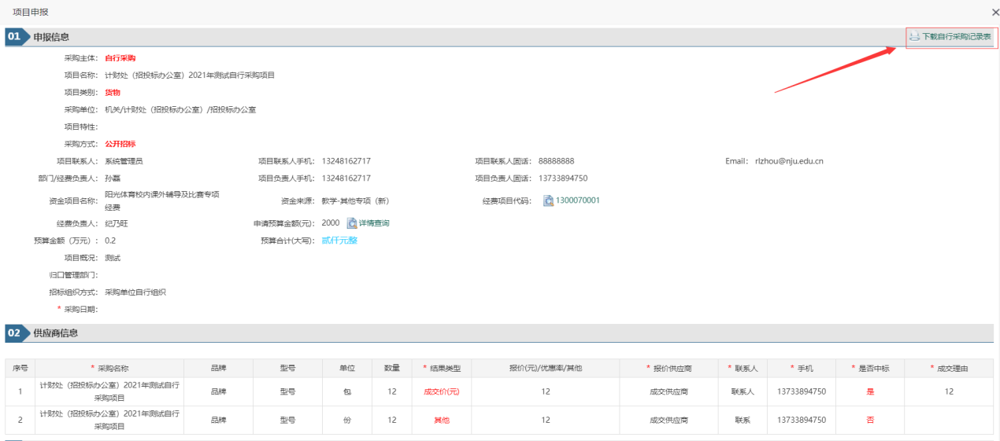 项目申报
01 申报信息 下载自行采购记录表
采购主体： 自行采购
项目名称： 计财处（招投标办公室）2021年测试自行采购项目
项目类别： 货物
采购单位： 机关/计财处（招投标办公室）/招投标办公室
项目特性：
采购方式： 公开招标
项目联系人： 系统管理员 项目联系人手机： 13248162717 项目联系人固话： 88888888 Email： rlzhou@nju.edu.cn
部门/经费负责人： 孙磊 项目负责人手机： 13248162717 项目负责人固话： 13733894750
资金项目名称： 阳光体育校内课外辅导及比赛专项 资金来源： 教学-其他专项（新） 经费项目代码： 1300070001
经费
经费负责人： 纪乃旺 申请预算金额(元)： 2000 详情查询
预算金额（万元）： 0.2 预算合计(大写)： 贰仟元整
项目概况： 测试
归口管理部门：
招标组织方式： 采购单位自行组织
* 采购日期：
02 供应商信息
序号 * 采购名称 品牌 型号 单位 数量 * 结果类型 报价(元)/优惠率/其他 * 报价供应商 * 联系人 * 手机 * 是否中标 * 成交理由
1 计财处（招投标办公室）2021年测试自行 品牌 型号 包 12 成交价(元) 12 成交供应商 联系人 13733894750 是 12
采购项目
2 计财处（招投标办公室）2021年测试自行 品牌 型号 份 12 其他 12 成交供应商 联系 13733894750 否
采购项目